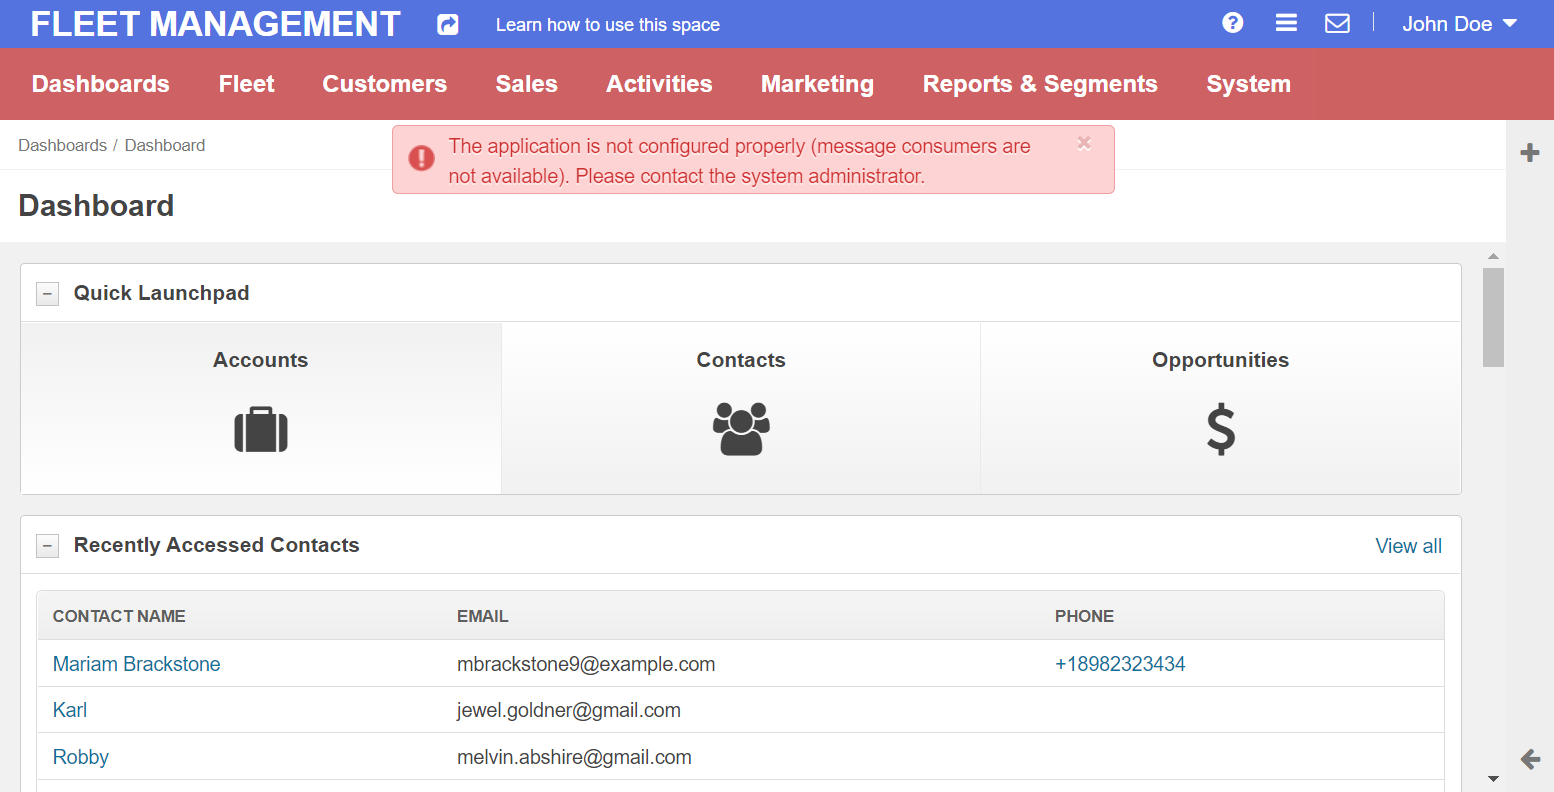 FLEET MANAGEMENT
Learn how to use this space
John Doe
Dashboards Fleet Customers Sales Activities Marketing Reports & Segments System
Dashboards / Dashboard
The application is not configured properly (message consumers are
not available). Please contact the system administrator.
Dashboard
Quick Launchpad
Accounts
Contacts
Opportunities
Recently Accessed Contacts
View all
CONTACT NAME EMAIL PHONE
Mariam Brackstone mbrackstone9@example.com +18982323434
Karl jewel.goldner@gmail.com
Robby melvin.abshire@gmail.com